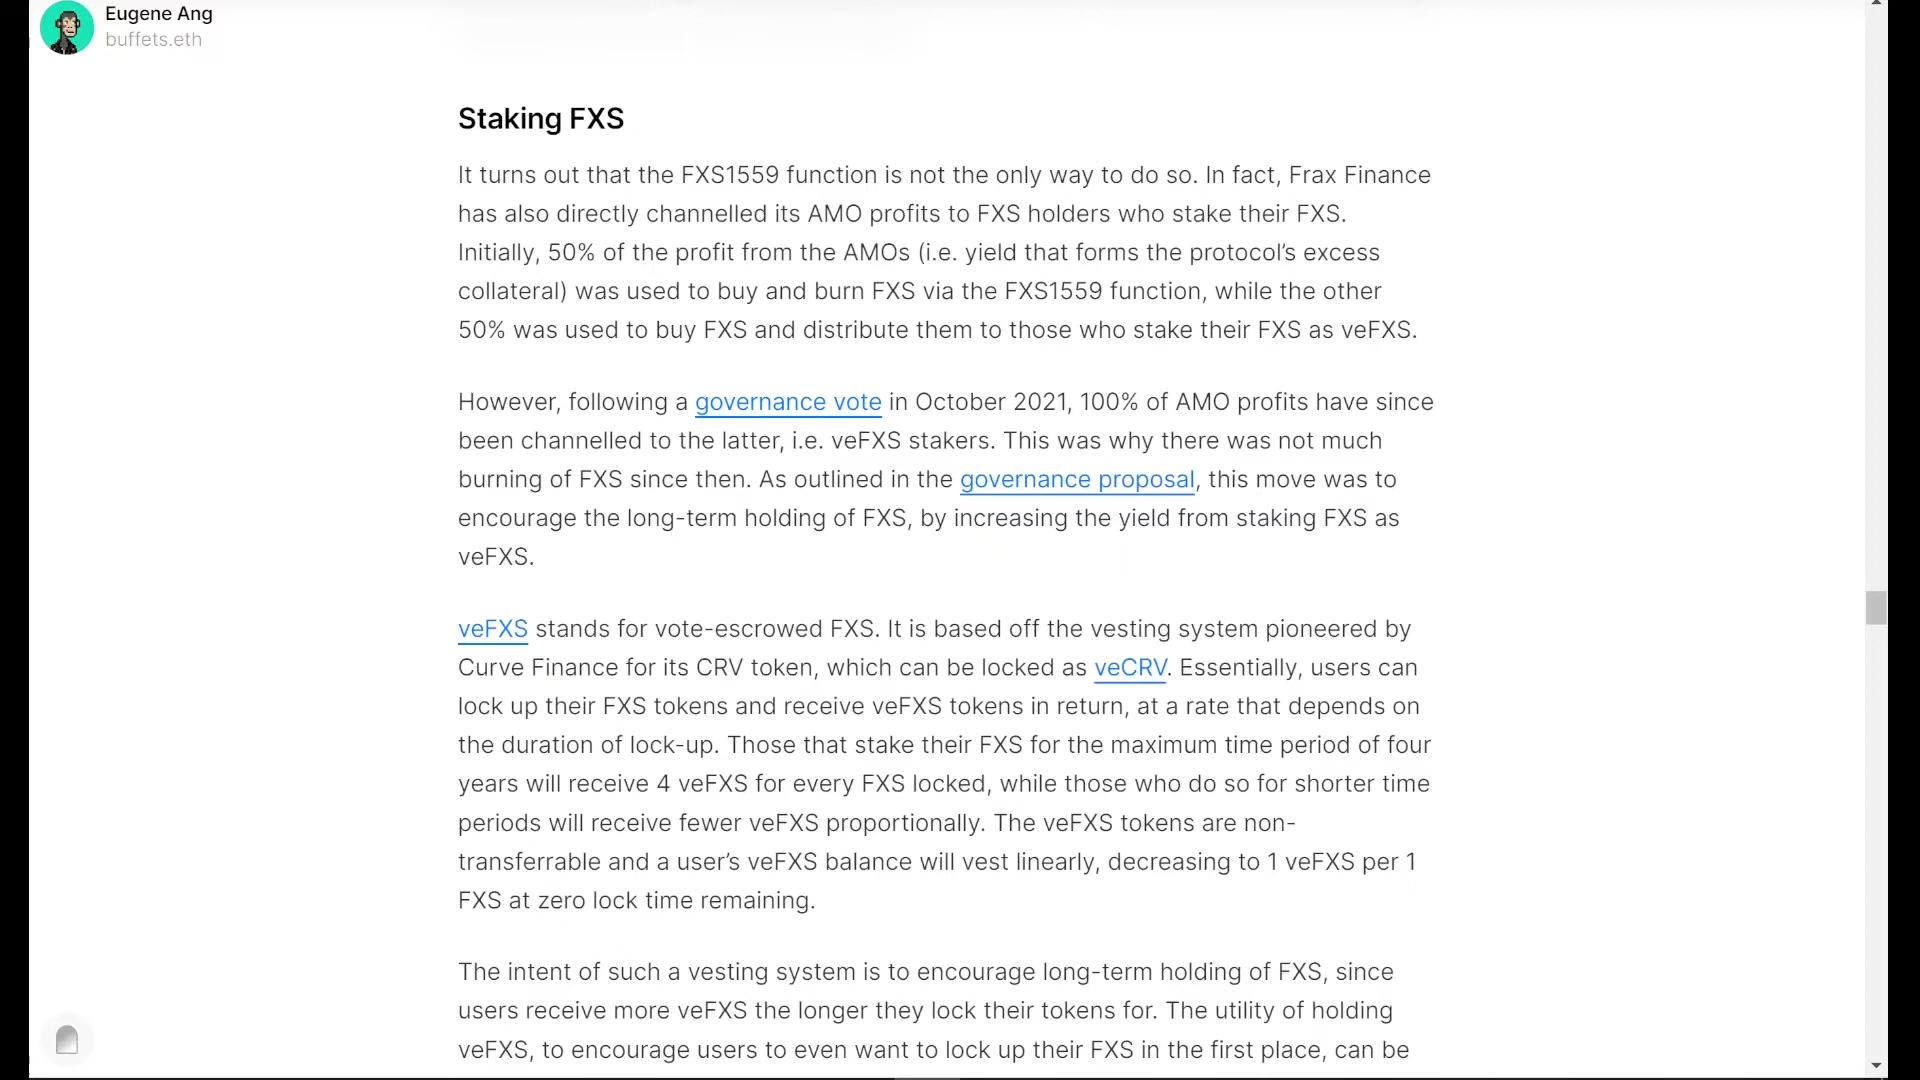 Eugene Ang
buffets.eth
Staking FXS
It turns out that the FXS1559 function is not the only way to do so. In fact, Frax Finance
has also directly channelled its AMO profits to FXS holders who stake their FXS.
Initially, 50% of the profit from the AMOs (i.e. yield that forms the protocol’s excess
collateral) was used to buy and burn FXS via the FXS1559 function, while the other
50% was used to buy FXS and distribute them to those who stake their FXS as veFXS.
However, following a governance vote in October 2021, 100% of AMO profits have since
been channelled to the latter, i.e. veFXS stakers. This was why there was not much
burning of FXS since then. As outlined in the governance proposal, this move was to
encourage the long-term holding of FXS, by increasing the yield from staking FXS as
veFXS.
veFXS stands for vote-escrowed FXS. It is based off the vesting system pioneered by
Curve Finance for its CRV token, which can be locked as veCRV. Essentially, users can
lock up their FXS tokens and receive veFXS tokens in return, at a rate that depends on
the duration of lock-up. Those that stake their FXS for the maximum time period of four
years will receive 4 veFXS for every FXS locked, while those who do so for shorter time
periods will receive fewer veFXS proportionally. The veFXS tokens are non-
transferrable and a user’s veFXS balance will vest linearly, decreasing to 1 veFXS per 1
FXS at zero lock time remaining.
The intent of such a vesting system is to encourage long-term holding of FXS, since
users receive more veFXS the longer they lock their tokens for. The utility of holding
veFXS, to encourage users to even want to lock up their FXS in the first place, can be